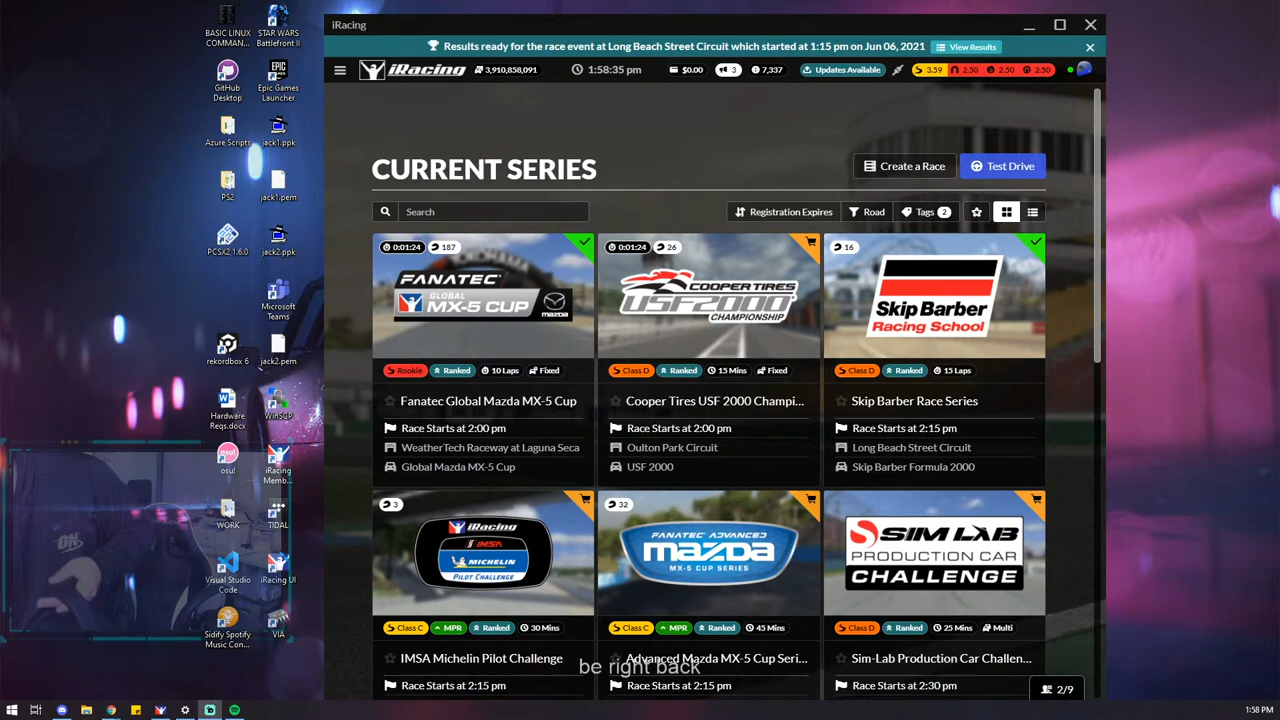 BASIC LINUX
COMMAN...
STAR WARS
Battlefront II
GitHub
Desktop
Epic Games
Launcher
Azure Scripts
jack1.ppk
PS2
jack1.pem
PCSX2 1.6.0
jack2.ppk
Microsoft
Teams
rekordbox 6
jack2.pem
Hardware
Reqs.docx
WinSCP
osu!
iRacing
Memb...
WORK
TIDAL
Visual Studio
Code
iRacing UI
Sidify Spotify
Music Con...
VIA
iRacing
Results ready for the race event at Long Beach Street Circuit which started at 1:15 pm on Jun 06, 2021
View Results
iRacing
3,910,858,091
1:58:35 pm
$0.00
3
7,337
Updates Available
3.59
2.50
2.50
2.50
CURRENT SERIES
Create a Race
Test Drive
Search
Registration Expires
Road
Tags 2
0:01:24
187
FANATEC
GLOBAL
MX-5 CUP
mazda
Rookie
Ranked
10 Laps
Fixed
Fanatec Global Mazda MX-5 Cup
Race Starts at 2:00 pm
WeatherTech Raceway at Laguna Seca
Global Mazda MX-5 Cup
0:01:24
26
COOPER TIRES
USF2000
CHAMPIONSHIP
Class D
Ranked
15 Mins
Fixed
Cooper Tires USF 2000 Champi...
Race Starts at 2:00 pm
Oulton Park Circuit
USF 2000
16
Skip Barber
Racing School
Class D
Ranked
15 Laps
Skip Barber Race Series
Race Starts at 2:15 pm
Long Beach Street Circuit
Skip Barber Formula 2000
3
iRacing
IMSA
MICHELIN
PILOT CHALLENGE
Class C
MPR
Ranked
30 Mins
IMSA Michelin Pilot Challenge
Race Starts at 2:15 pm
32
FANATEC ADVANCED
mazda
MX-5 CUP SERIES
Class C
MPR
Ranked
45 Mins
Advanced Mazda MX-5 Cup Seri...
Race Starts at 2:15 pm
SIM LAB
PRODUCTION CAR
CHALLENGE
Class D
Ranked
25 Mins
Multi
Sim-Lab Production Car Challen...
Race Starts at 2:30 pm
be right back
2/9
1:58 PM